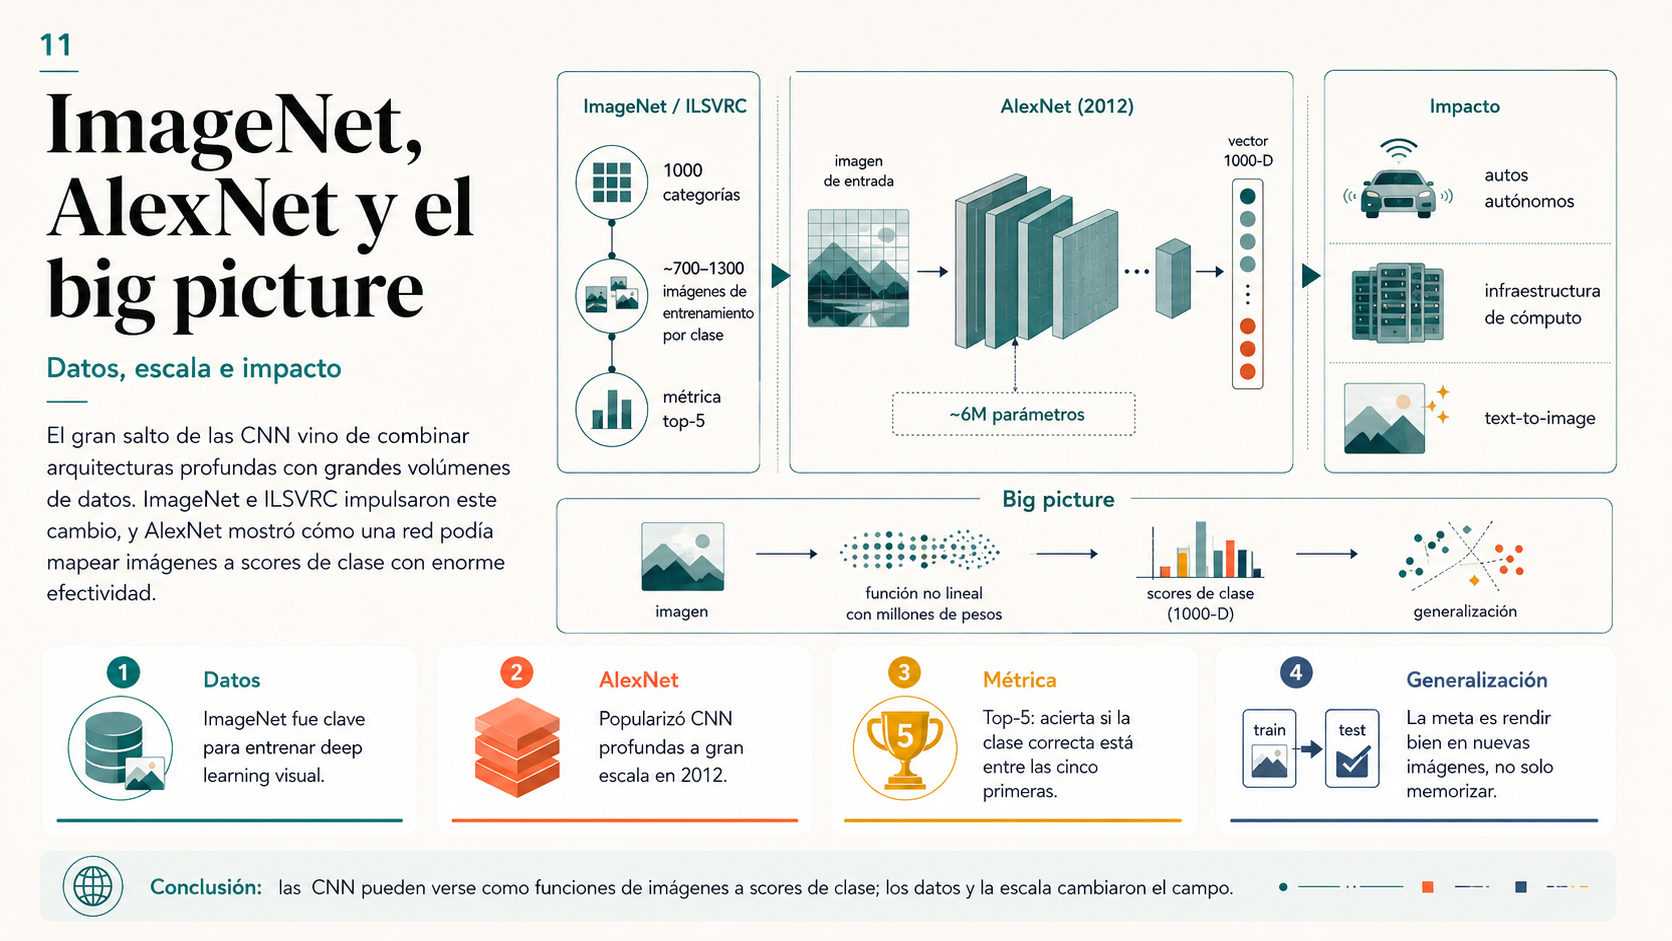 11
ImageNet,
AlexNet y el
big picture
Datos, escala e impacto
El gran salto de las CNN vino de combinar
arquitecturas profundas con grandes volúmenes
de datos. ImageNet e ILSVRC impulsaron este
cambio, y AlexNet mostró cómo una red podía
mapear imágenes a scores de clase con enorme
efectividad.
ImageNet / ILSVRC
1000
categorías
~700–1300
imágenes de
entrenamiento
por clase
métrica
top-5
AlexNet (2012)
imagen
de entrada
vector
1000-D
~6M parámetros
Impacto
autos
autónomos
infraestructura
de cómputo
text-to-image
Big picture
imagen
función no lineal
con millones de pesos
scores de clase
(1000-D)
generalización
1
Datos
ImageNet fue clave
para entrenar deep
learning visual.
2
AlexNet
Popularizó CNN
profundas a gran
escala en 2012.
3
5
Métrica
Top-5: acierta si la
clase correcta está
entre las cinco
primeras.
4
train
test
Generalización
La meta es rendir
bien en nuevas
imágenes, no solo
memorizar.
Conclusión: las CNN pueden verse como funciones de imágenes a scores de clase; los datos y la escala cambiaron el campo.